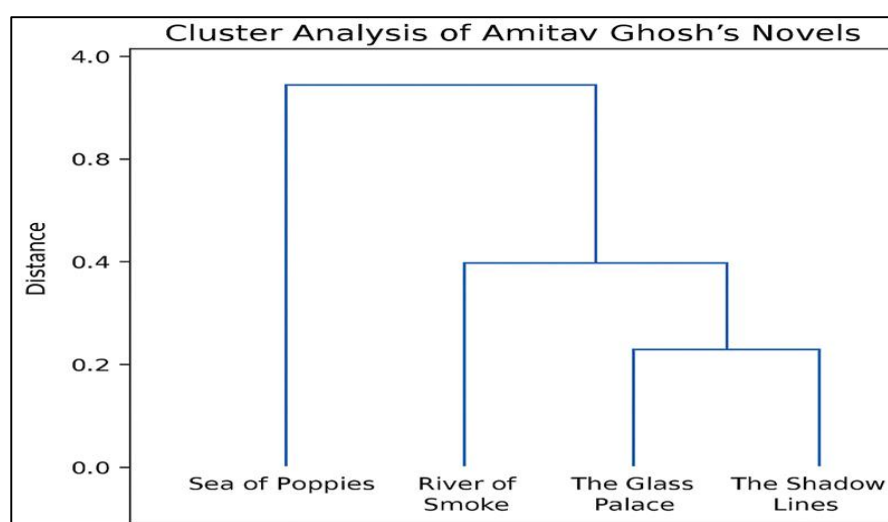 Cluster Analysis of Amitav Ghosh’s Novels
4.0
0.8
0.4
0.2
0.0
Distance
Sea of Poppies
River of
Smoke
The Glass
Palace
The Shadow
Lines